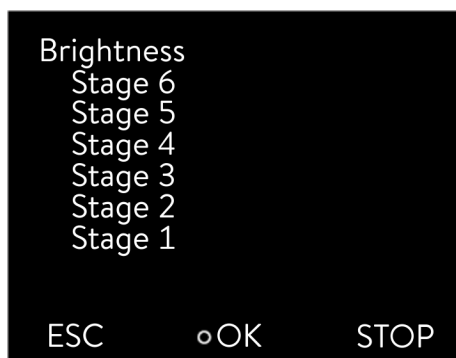 Brightness
Stage 6
Stage 5
Stage 4
Stage 3
Stage 2
Stage 1
ESC OK STOP